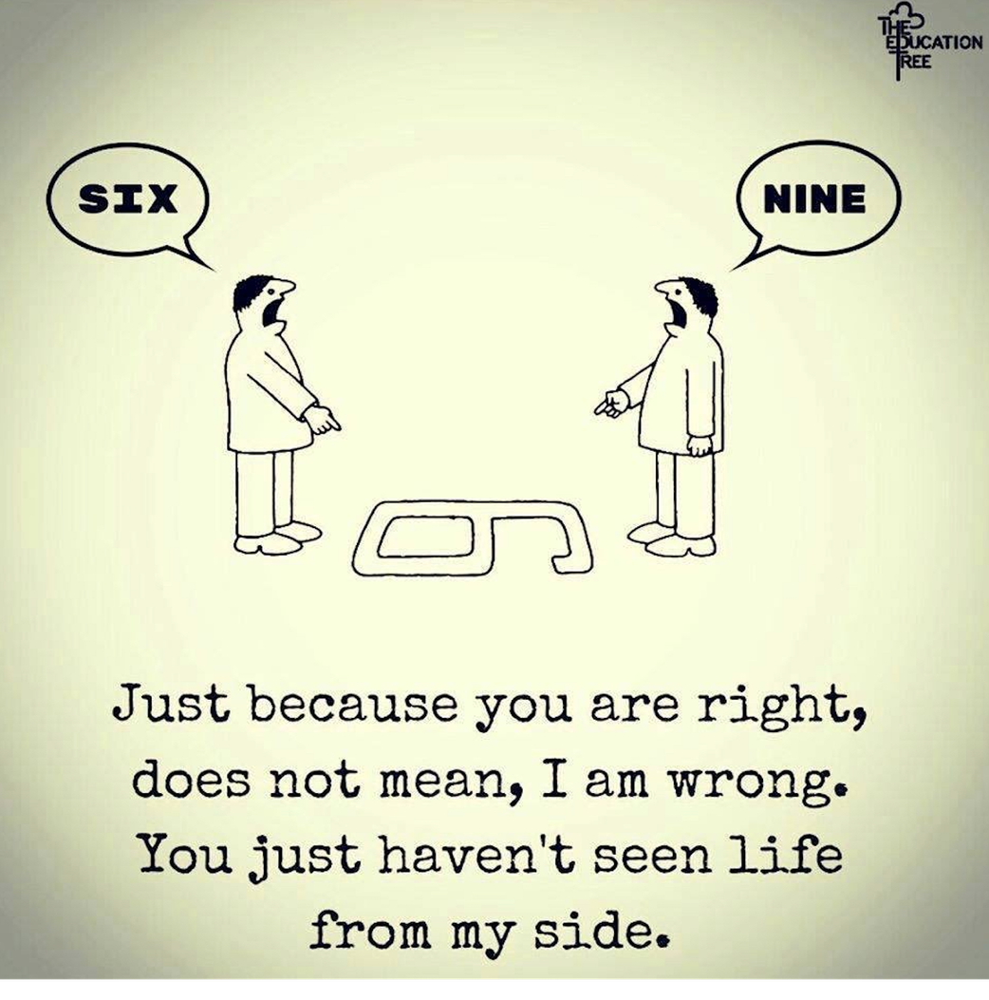 THE
EDUCATION
TREE
SIX
NINE
Just because you are right,
does not mean, I am wrong.
You just haven't seen life
from my side.